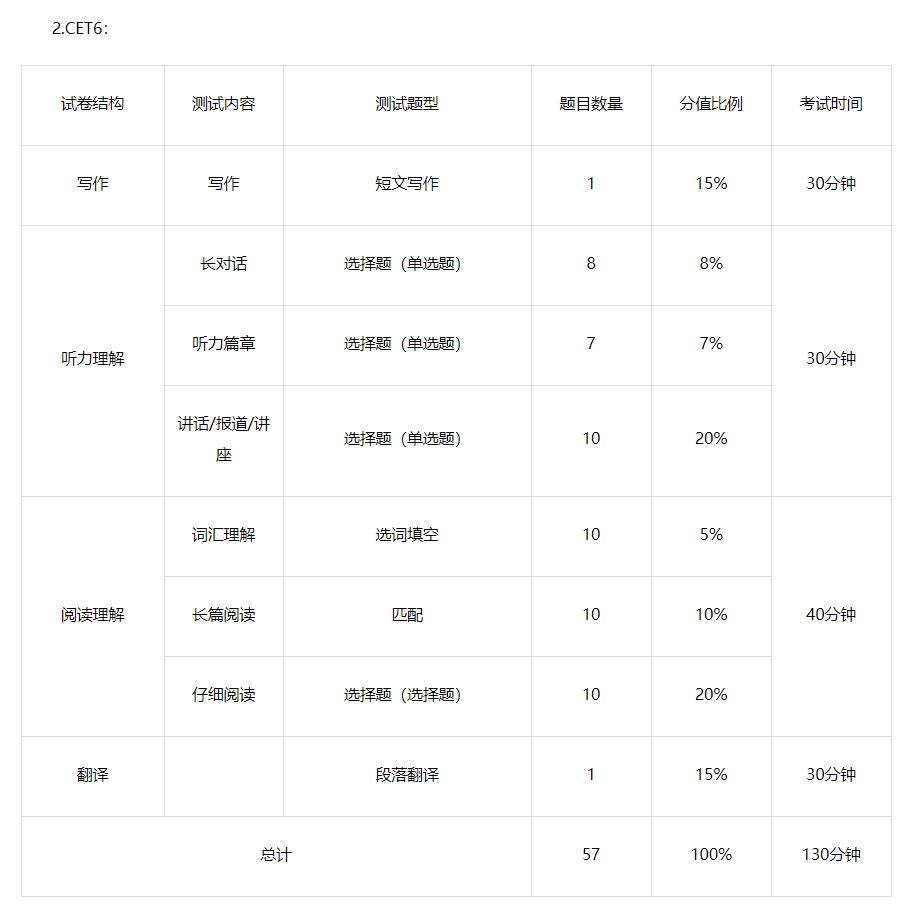 2.CET6：
试卷结构 测试内容 测试题型 题目数量 分值比例 考试时间
写作 写作 短文写作 1 15% 30分钟
听力理解 长对话 选择题（单选题） 8 8% 30分钟
听力篇章 选择题（单选题） 7 7%
讲话/报道/讲
座 选择题（单选题） 10 20%
阅读理解 词汇理解 选词填空 10 5% 40分钟
长篇阅读 匹配 10 10%
仔细阅读 选择题（选择题） 10 20%
翻译 段落翻译 1 15% 30分钟
总计 57 100% 130分钟